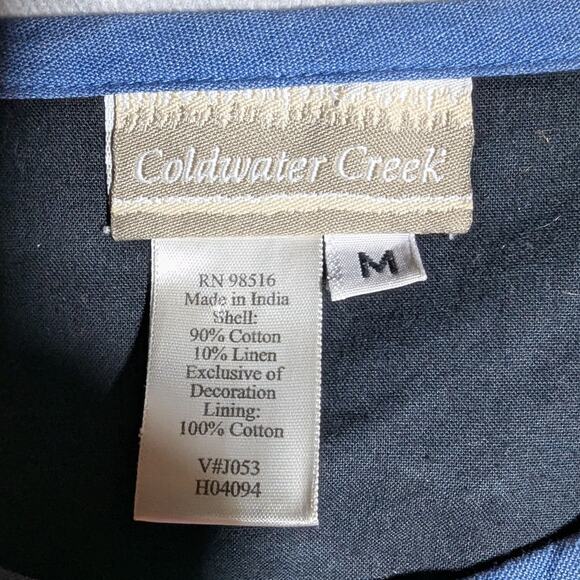 Coldwater Creek
M
RN 98516
Made in India
Shell:
90% Cotton
10% Linen
Exclusive of
Decoration
Lining:
100% Cotton
V#J053
H04094